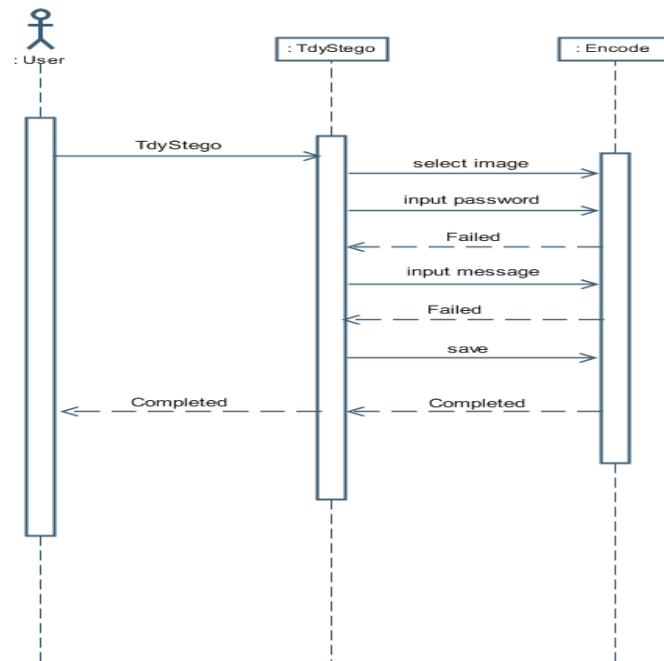 : User
: TdyStego
: Encode
TdyStego
select image
input password
Failed
input message
Failed
save
Completed
Completed